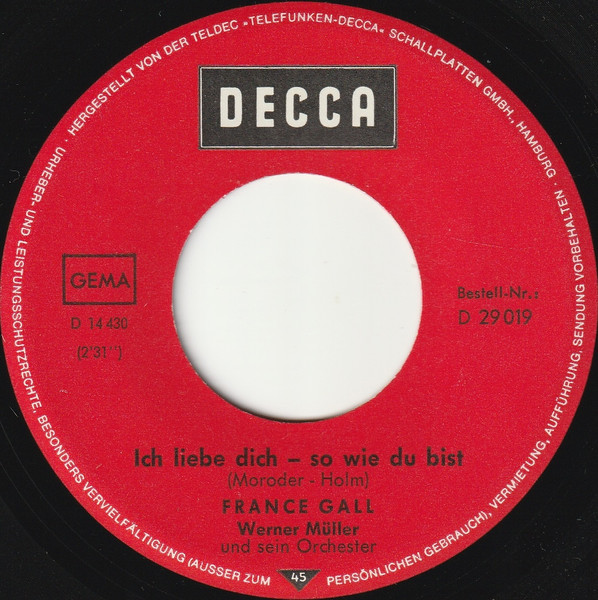 HERGESTELLT VON DER TELDEC »TELEFUNKEN-DECCA« SCHALLPLATTEN GMBH., HAMBURG ·
URHEBER- UND LEISTUNGSSCHUTZRECHTE, BESONDERS VERVIELFÄLTIGUNG (AUSSER ZUM PERSÖNLICHEN GEBRAUCH), VERMIETUNG, AUFFÜHRUNG, SENDUNG VORBEHALTEN ·
DECCA
GEMA
D 14 430
(2'31'')
Bestell-Nr.:
D 29 019
Ich liebe dich – so wie du bist
(Moroder - Holm)
FRANCE GALL
Werner Müller
und sein Orchester
45